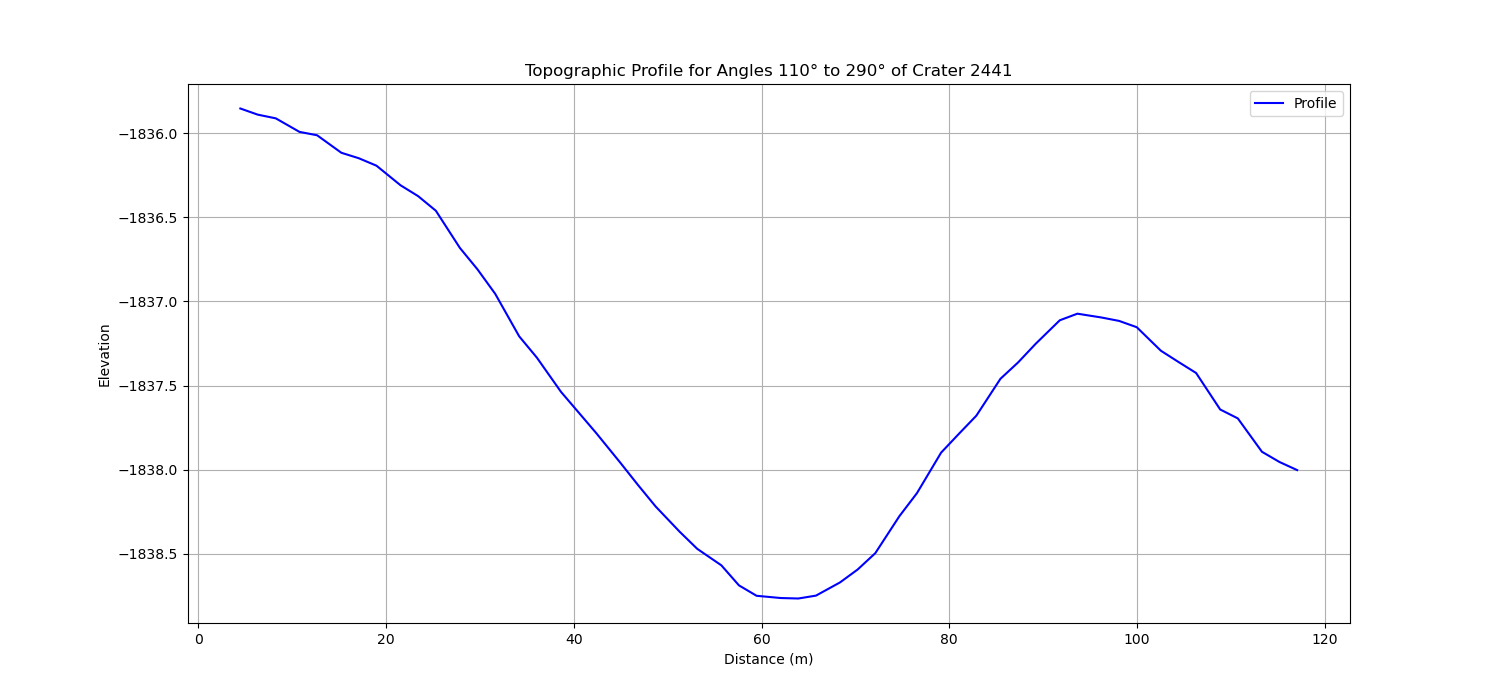 Topographic Profile for Angles 110° to 290° of Crater 2441
Profile
−1836.0
−1836.5
−1837.0
−1837.5
−1838.0
−1838.5
Elevation
0 20 40 60 80 100 120
Distance (m)